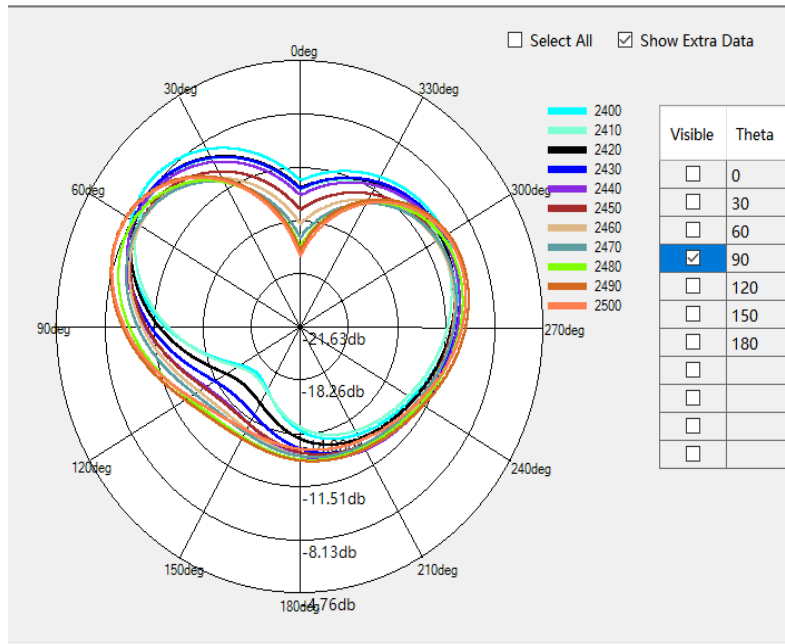 Select All
Show Extra Data
0deg
30deg
330deg
60deg
300deg
90deg
270deg
120deg
240deg
150deg
210deg
180deg
-21.63db
-18.26db
-11.51db
-8.13db
-4.76db
2400
2410
2420
2430
2440
2450
2460
2470
2480
2490
2500
Visible Theta
0
30
60
90
120
150
180